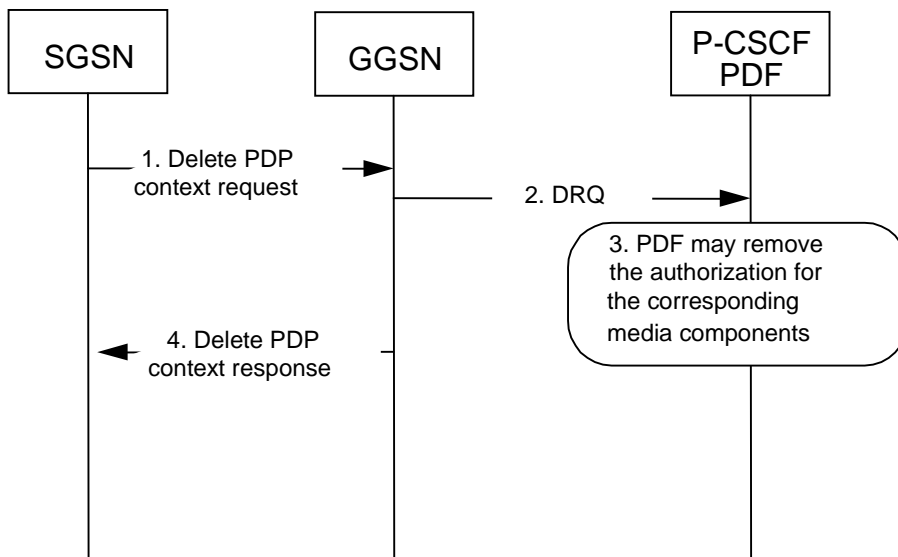 SGSN
GGSN
P-CSCF
PDF
1. Delete PDP
context request
2. DRQ
3. PDF may remove
the authorization for
the corresponding
media components
4. Delete PDP
context response